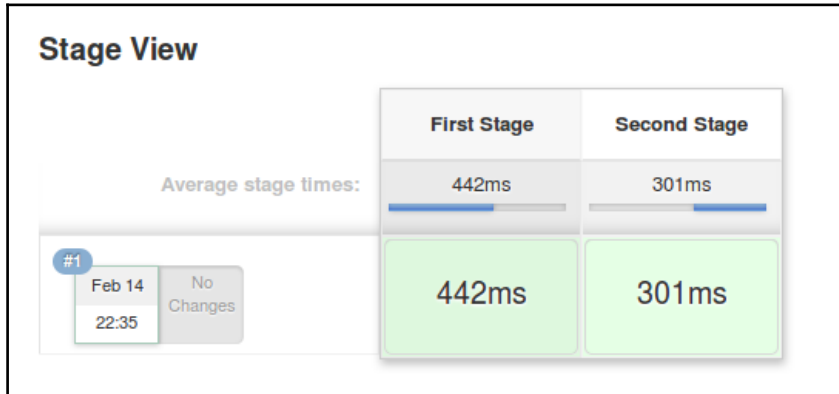 Stage View
First Stage
Second Stage
Average stage times:
442ms
301ms
#1
Feb 14
22:35
No
Changes
442ms
301ms